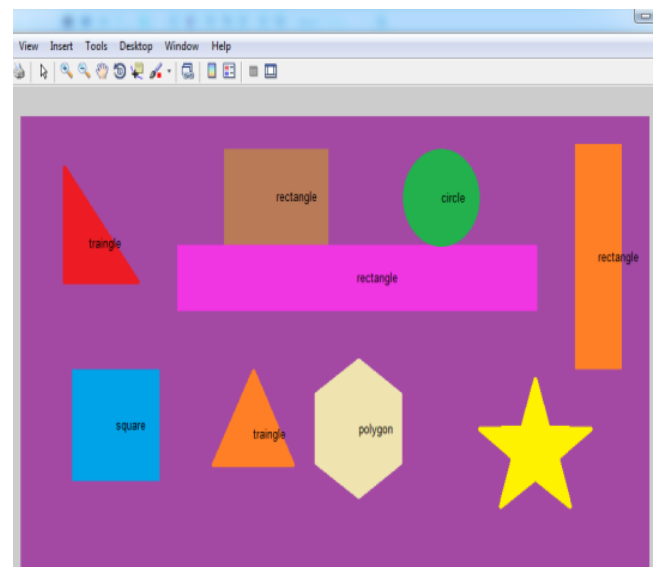 View Insert Tools Desktop Window Help
rectangle
circle
traingle
rectangle
rectangle
square
traingle
polygon